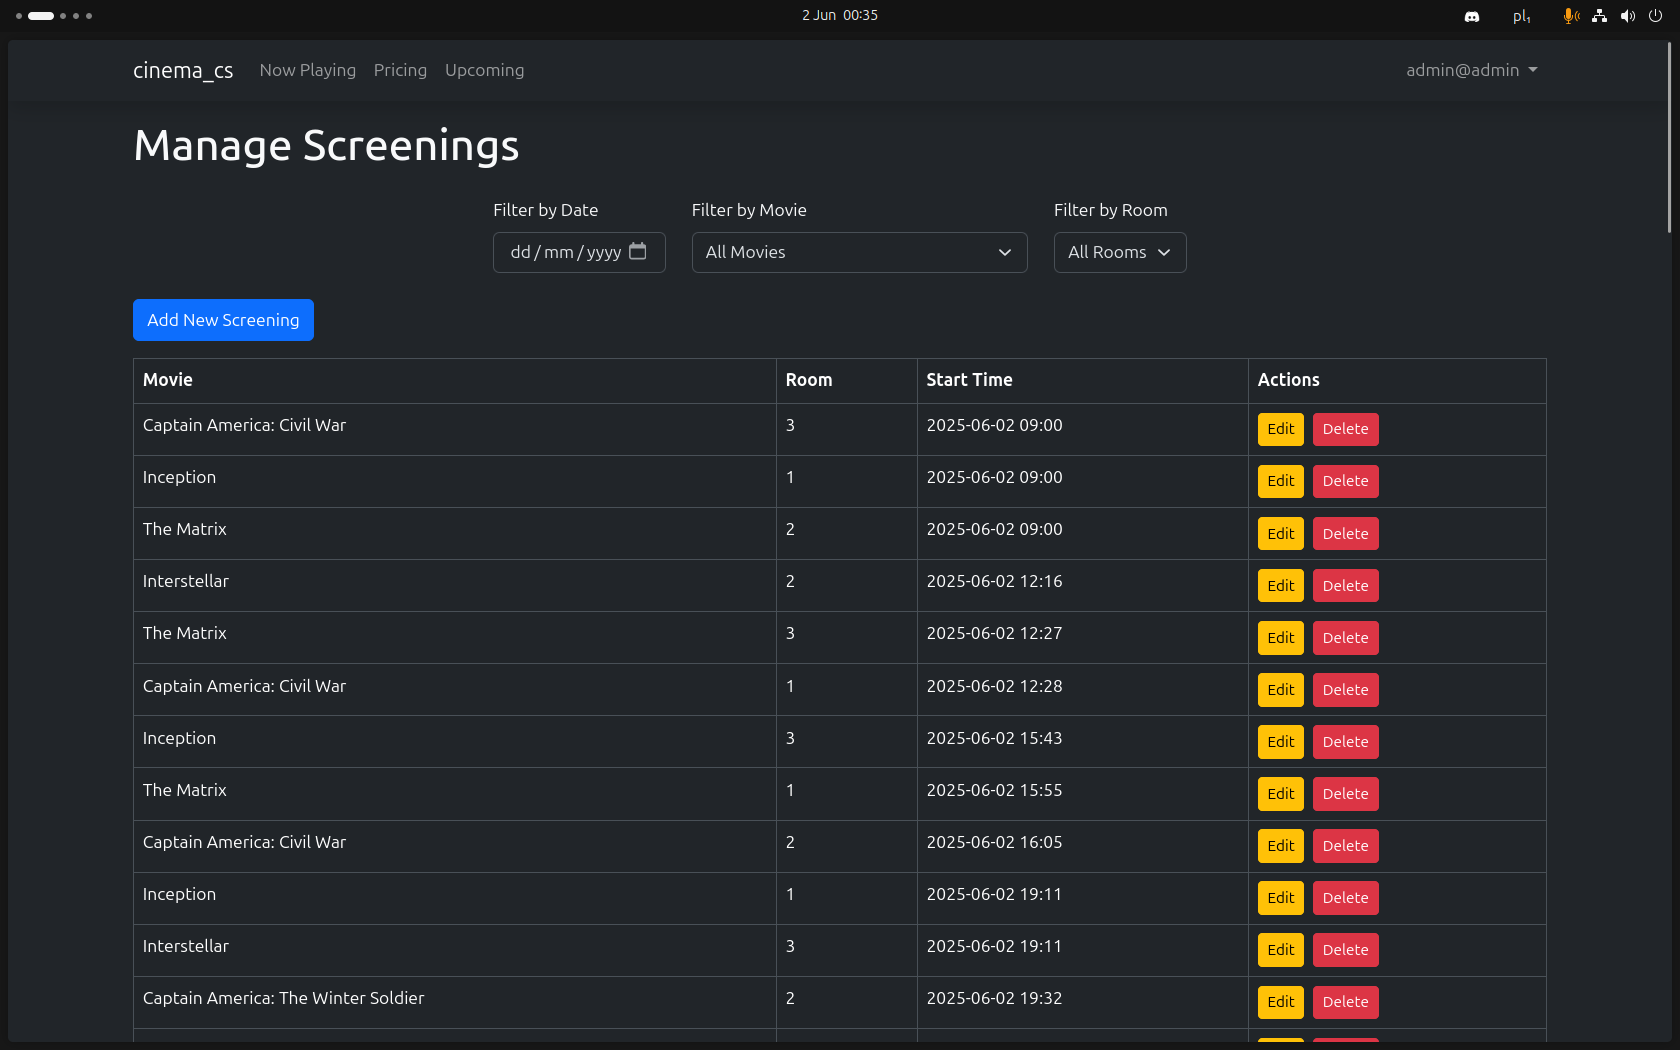 2 Jun 00:35
pl₁
cinema_cs Now Playing Pricing Upcoming admin@admin
Manage Screenings
Filter by Date Filter by Movie Filter by Room
dd/mm/yyyy All Movies All Rooms
Add New Screening
Movie Room Start Time Actions
Captain America: Civil War 3 2025-06-02 09:00 Edit Delete
Inception 1 2025-06-02 09:00 Edit Delete
The Matrix 2 2025-06-02 09:00 Edit Delete
Interstellar 2 2025-06-02 12:16 Edit Delete
The Matrix 3 2025-06-02 12:27 Edit Delete
Captain America: Civil War 1 2025-06-02 12:28 Edit Delete
Inception 3 2025-06-02 15:43 Edit Delete
The Matrix 1 2025-06-02 15:55 Edit Delete
Captain America: Civil War 2 2025-06-02 16:05 Edit Delete
Inception 1 2025-06-02 19:11 Edit Delete
Interstellar 3 2025-06-02 19:11 Edit Delete
Captain America: The Winter Soldier 2 2025-06-02 19:32 Edit Delete